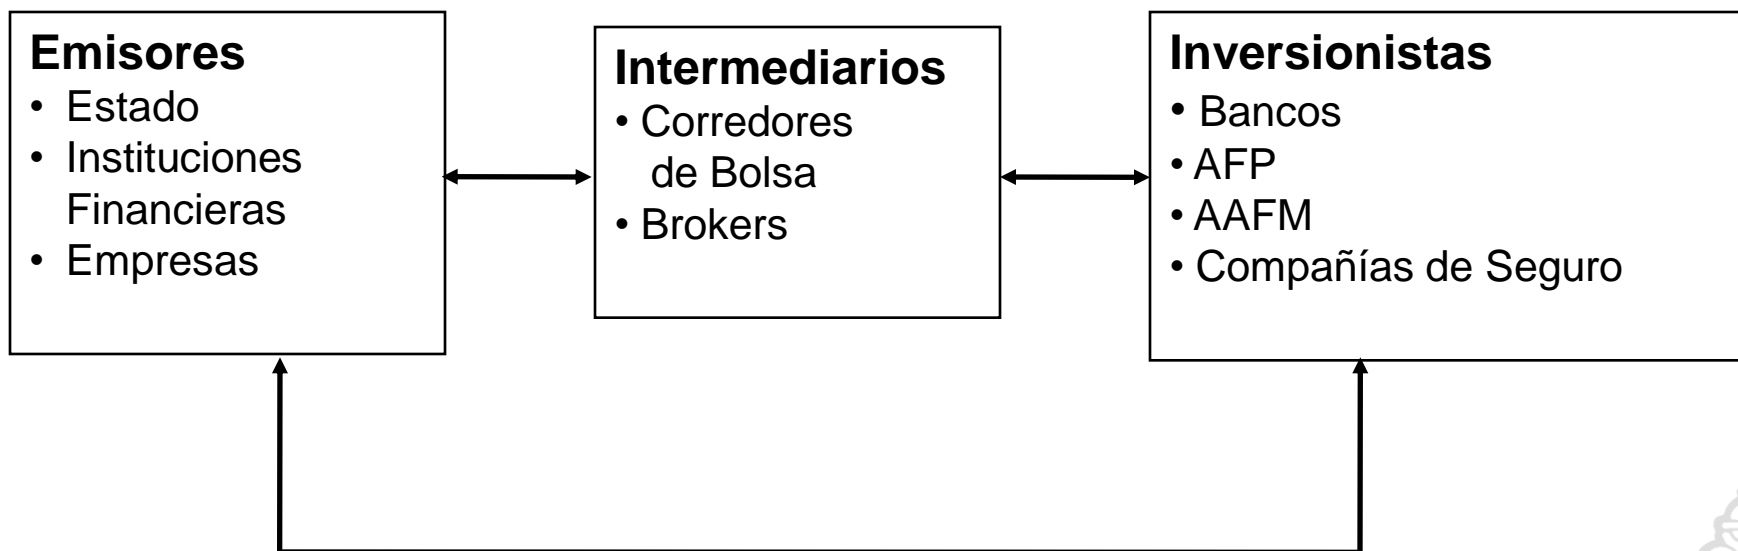 Emisores
• Estado
• Instituciones
Financieras
• Empresas
Intermediarios
• Corredores
de Bolsa
• Brokers
Inversionistas
• Bancos
• AFP
• AAFM
• Compañías de Seguro